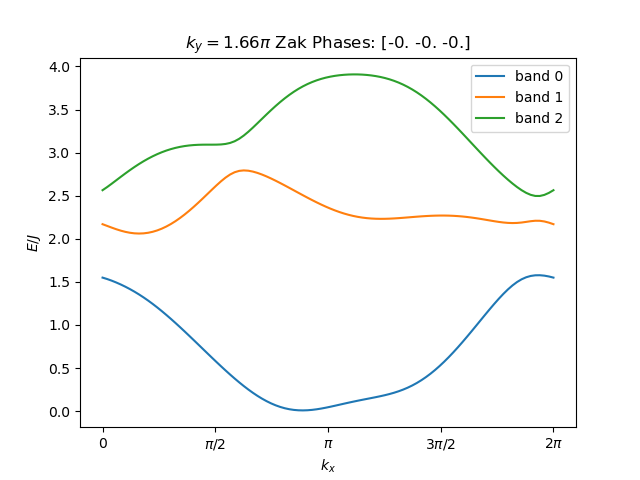 k_y = 1.66π Zak Phases: [-0. -0. -0.]
4.0
3.5
3.0
2.5
2.0
1.5
1.0
0.5
0.0
E/J
band 0
band 1
band 2
0
π/2
π
3π/2
2π
k_x